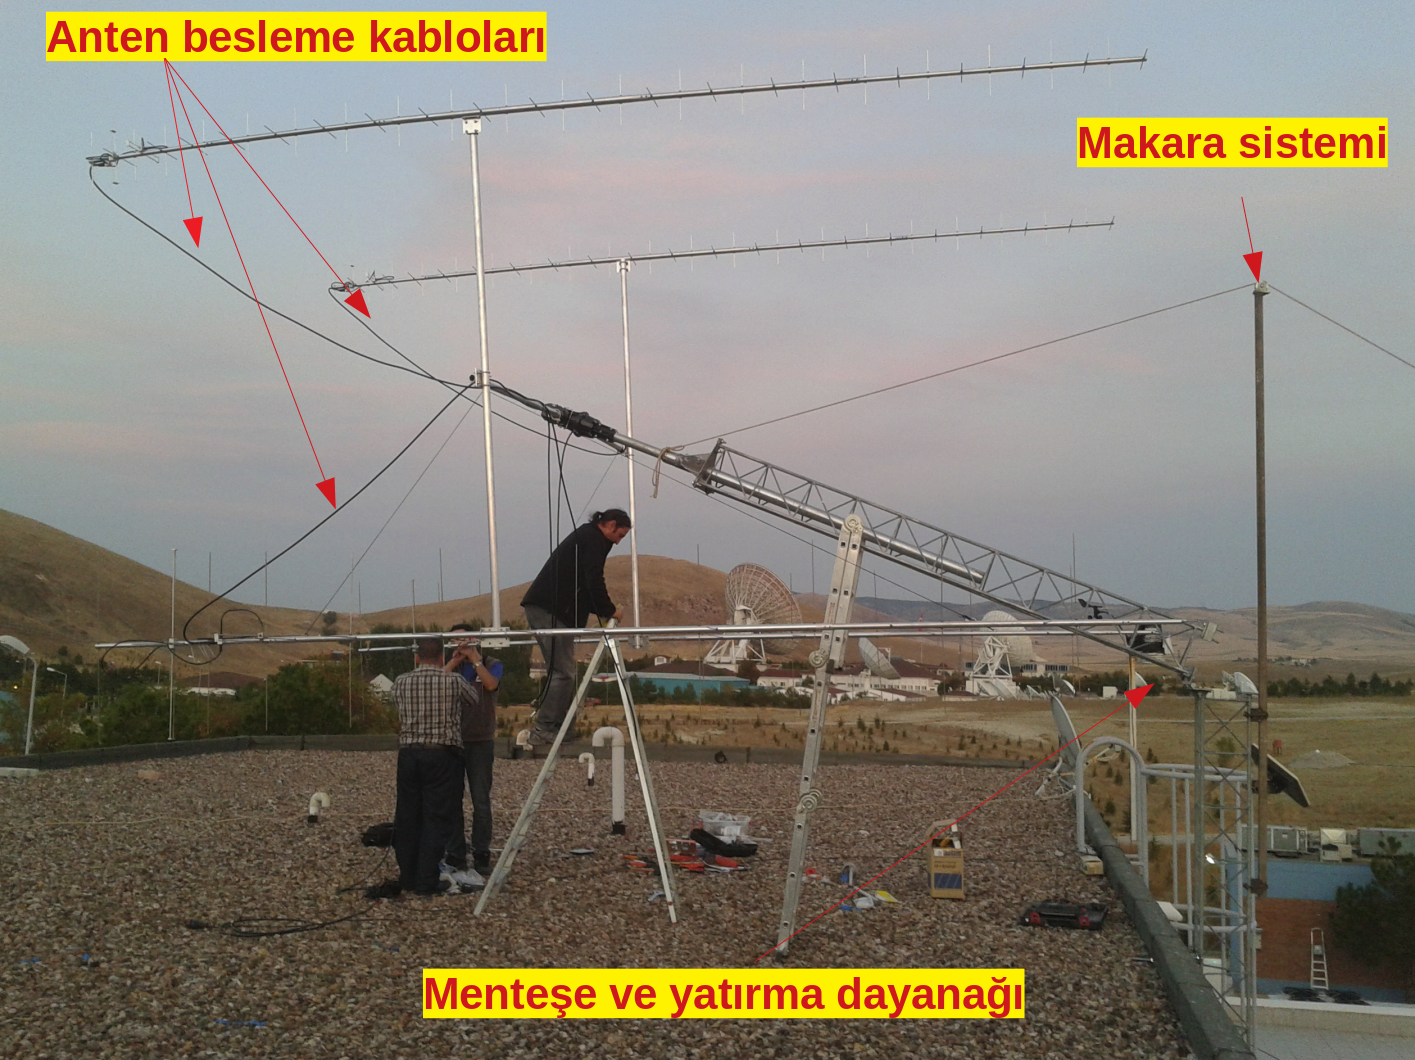 Anten besleme kabloları
Makara sistemi
Menteşe ve yatırma dayanağı